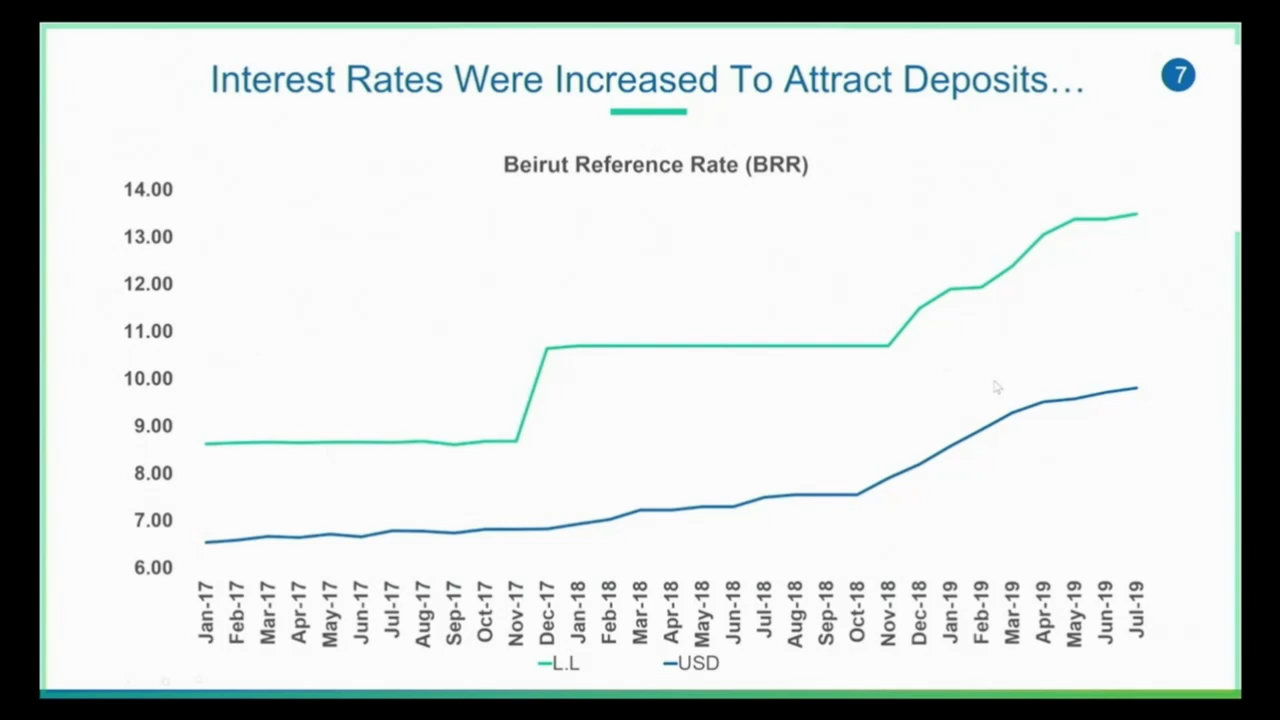 Interest Rates Were Increased To Attract Deposits…
7
Beirut Reference Rate (BRR)
14.00
13.00
12.00
11.00
10.00
9.00
8.00
7.00
6.00
Jan-17
Feb-17
Mar-17
Apr-17
May-17
Jun-17
Jul-17
Aug-17
Sep-17
Oct-17
Nov-17
Dec-17
Jan-18
Feb-18
Mar-18
Apr-18
May-18
Jun-18
Jul-18
Aug-18
Sep-18
Oct-18
Nov-18
Dec-18
Jan-19
Feb-19
Mar-19
Apr-19
May-19
Jun-19
Jul-19
L.L
USD